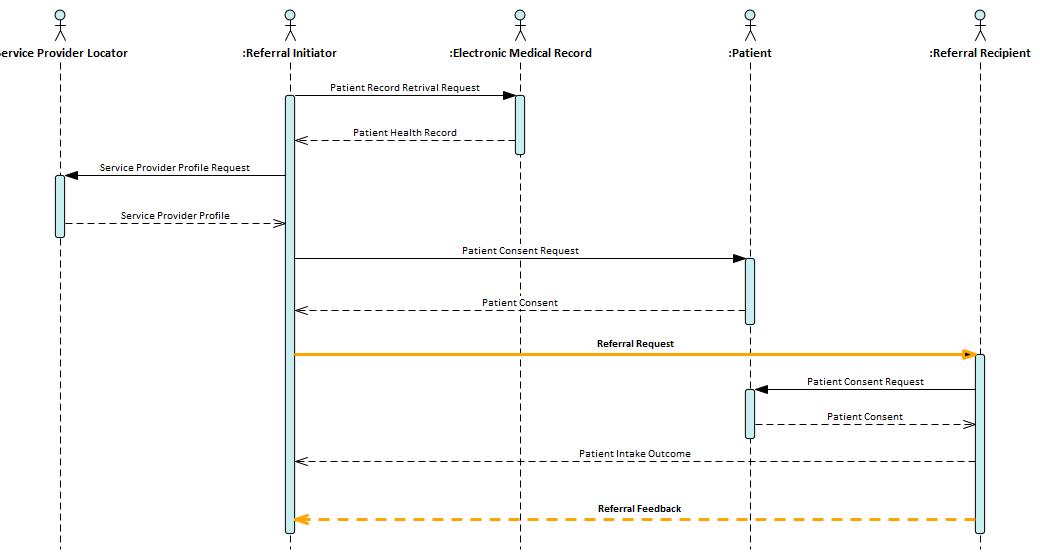 ervice Provider Locator
:Referral Initiator
:Electronic Medical Record
:Patient
:Referral Recipient
Patient Record Retrival Request
Patient Health Record
Service Provider Profile Request
Service Provider Profile
Patient Consent Request
Patient Consent
Referral Request
Patient Consent Request
Patient Consent
Patient Intake Outcome
Referral Feedback